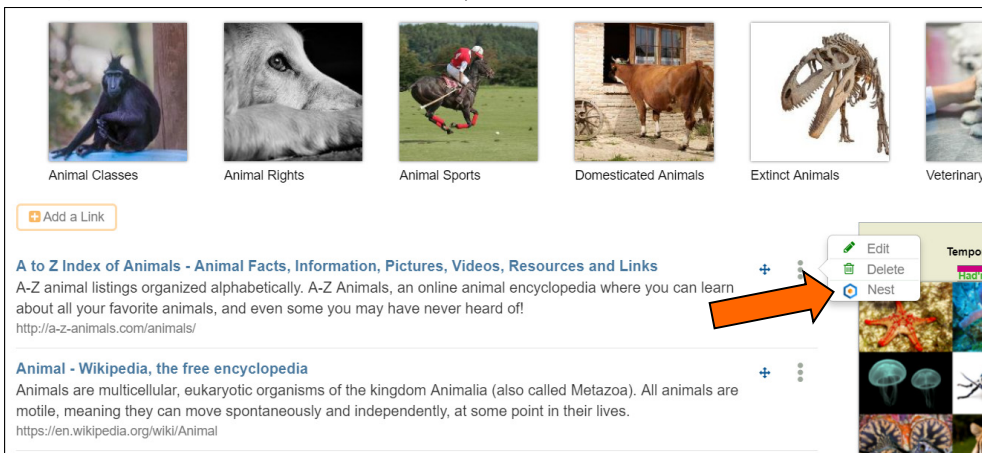 Animal Classes
Animal Rights
Animal Sports
Domesticated Animals
Extinct Animals
Veterinary
Add a Link
Edit
Delete
Nest
Tempo
Had'n
A to Z Index of Animals - Animal Facts, Information, Pictures, Videos, Resources and Links
A-Z animal listings organized alphabetically. A-Z Animals, an online animal encyclopedia where you can learn
about all your favorite animals, and even some you may have never heard of!
http://a-z-animals.com/animals/
Animal - Wikipedia, the free encyclopedia
Animals are multicellular, eukaryotic organisms of the kingdom Animalia (also called Metazoa). All animals are
motile, meaning they can move spontaneously and independently, at some point in their lives.
https://en.wikipedia.org/wiki/Animal